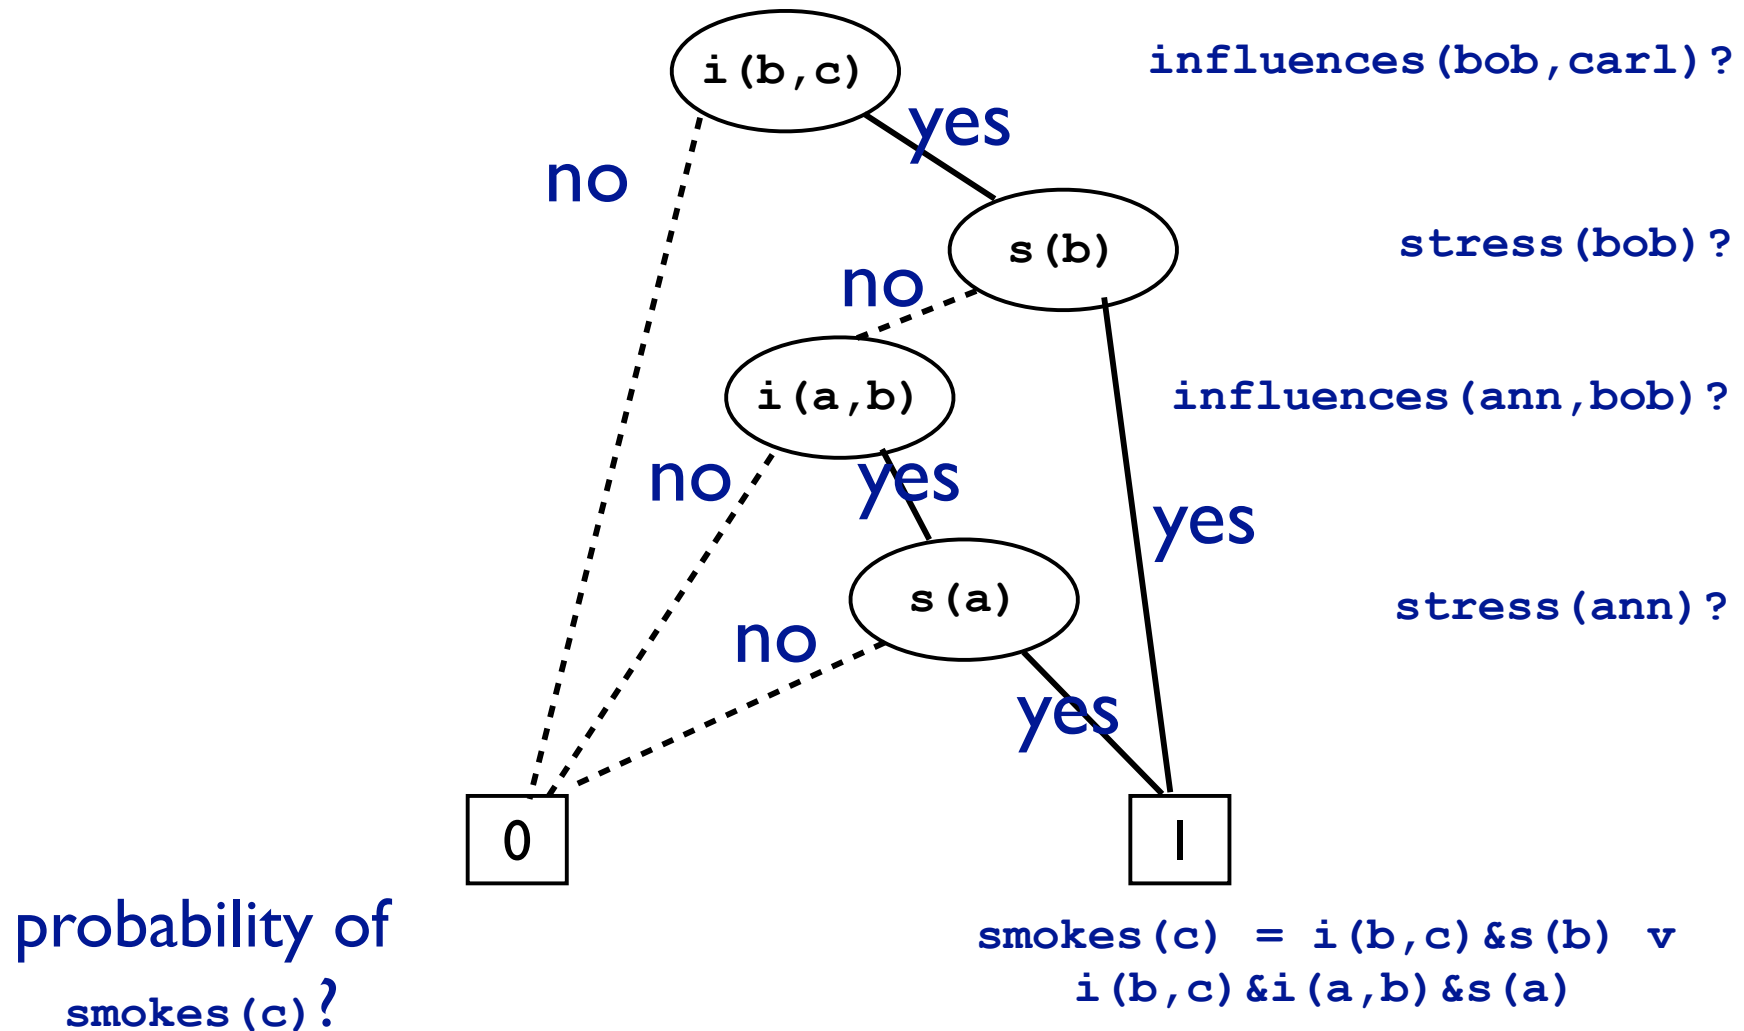 i(b,c)
influences(bob,carl)?
yes
no
s(b)
stress(bob)?
no
i(a,b)
influences(ann,bob)?
no
yes
yes
s(a)
stress(ann)?
no
yes
0
1
probability of
smokes(c)?
smokes(c) = i(b,c)&s(b) v
i(b,c)&i(a,b)&s(a)